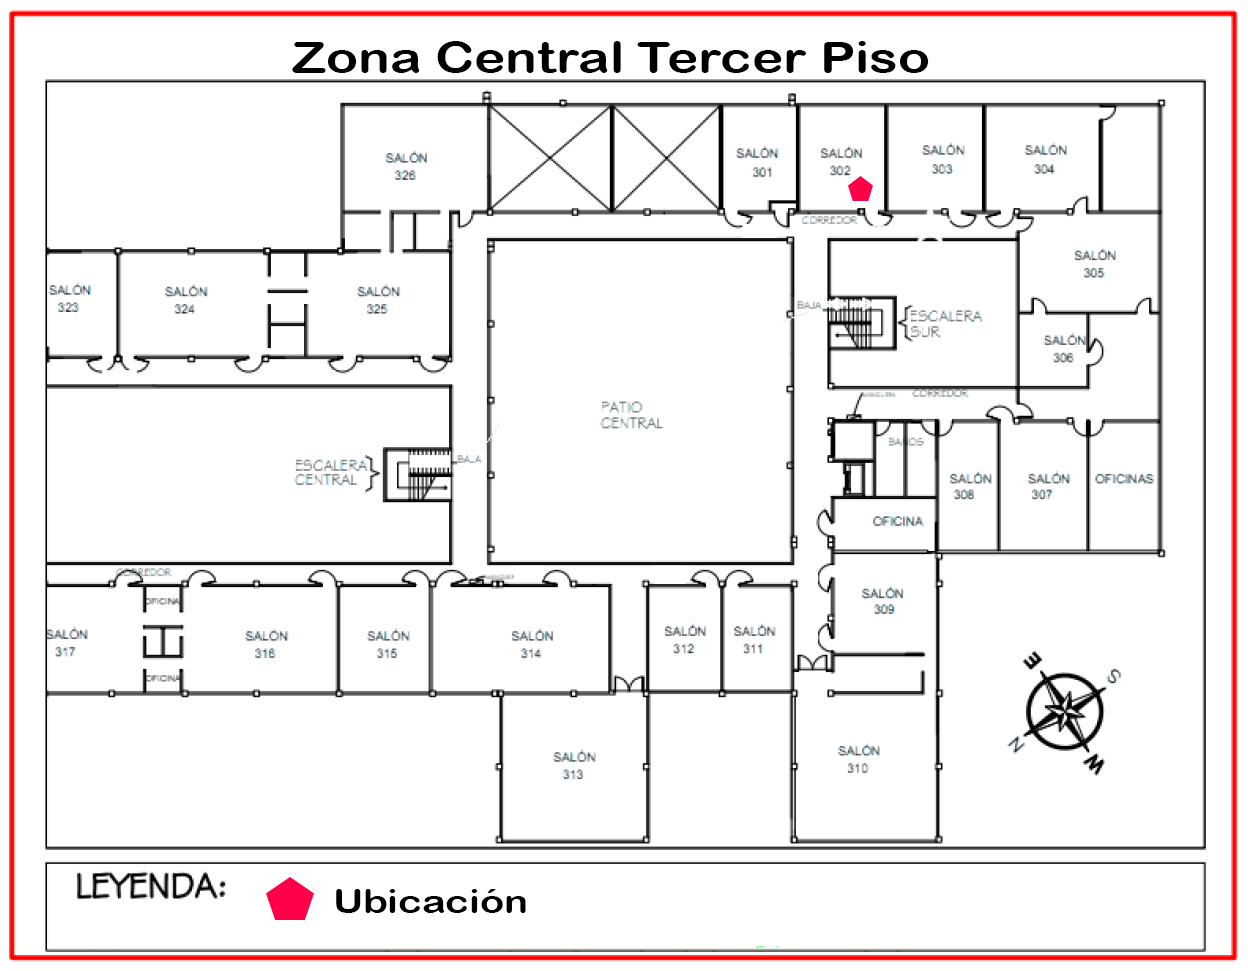 Zona Central Tercer Piso
SALÓN
326
SALÓN
301
SALÓN
302
SALÓN
303
SALÓN
304
CORREDOR
SALÓN
305
SALÓN
323
SALÓN
324
SALÓN
325
BAJA
ESCALERA
SUR
SALÓN
306
PATIO
CENTRAL
CORREDOR
BAÑOS
ESCALERA
CENTRAL
BAJA
SALÓN
308
SALÓN
307
OFICINAS
OFICINA
CORREDOR
OFICINA
SALÓN
309
SALÓN
317
SALÓN
316
SALÓN
315
SALÓN
314
SALÓN
312
SALÓN
311
OFICINA
E
S
N
W
SALÓN
313
SALÓN
310
LEYENDA:
Ubicación